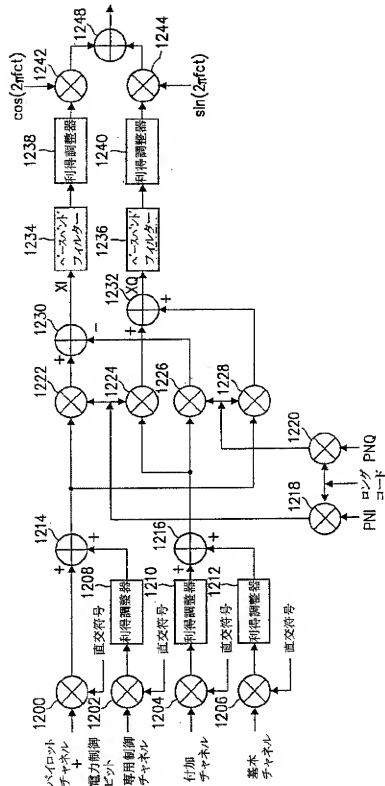 パイロット
チャネル
+
電力制御
ビット
専用制御
チャネル
付加
チャネル
基本
チャネル
1200
1202
1204
1206
直交符号
直交符号
直交符号
直交符号
1208
利得調整器
1210
利得調整器
1212
利得調整器
1214
+
+
1216
+
+
1218
1220
PNI
ロング
コード
PNQ
1222
1224
1226
1228
1230
+
-
1232
+
+
XI
XQ
1234
ベースバンド
フィルター
1236
ベースバンド
フィルター
1238
利得調整器
1240
利得調整器
cos(2πfct)
1242
1244
sin(2πfct)
1248